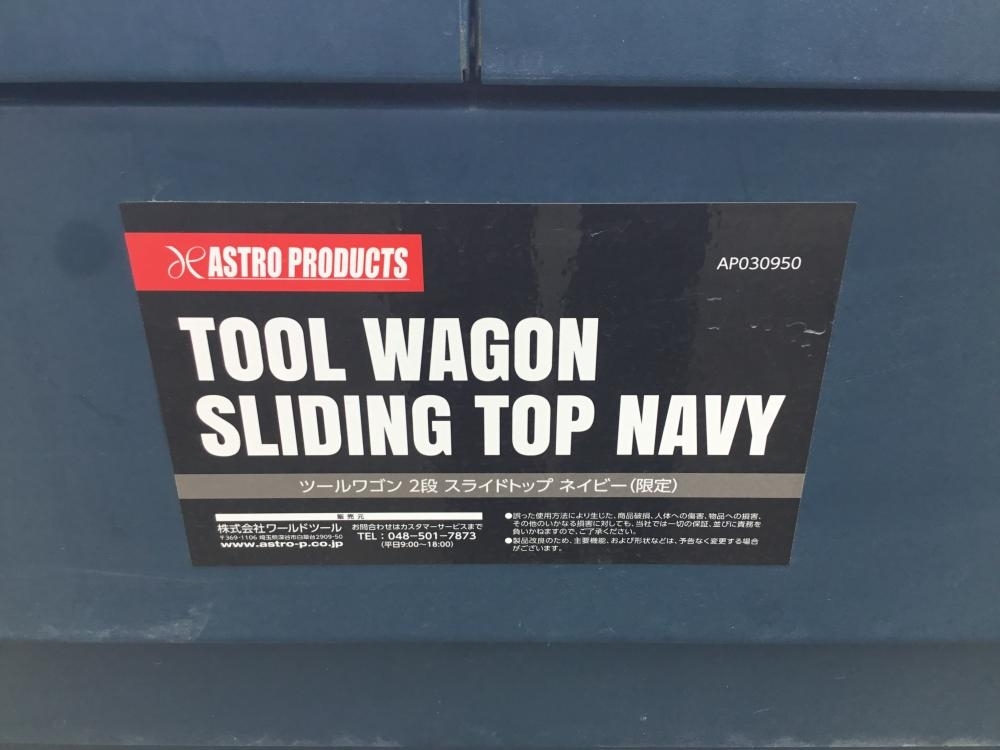 ASTRO PRODUCTS
AP030950
TOOL WAGON
SLIDING TOP NAVY
ツールワゴン 2段 スライドトップ ネイビー(限定)
販売元
株式会社ワールドツール
〒369-1106 埼玉県深谷市白草台2909-50
www.astro-p.co.jp
お問合わせはカスタマーサービスまで
TEL:048-501-7873
(平日9:00~18:00)
●誤った使用方法により生じた、商品破損、人体への傷害、物品への損害、
その他のいかなる損害に対しても、当社では一切の保証、並びに責務を
負いかねますので、ご了承ください。
●製品改良のため、主要機能、および形状などは、予告なく変更する場合
がございます。